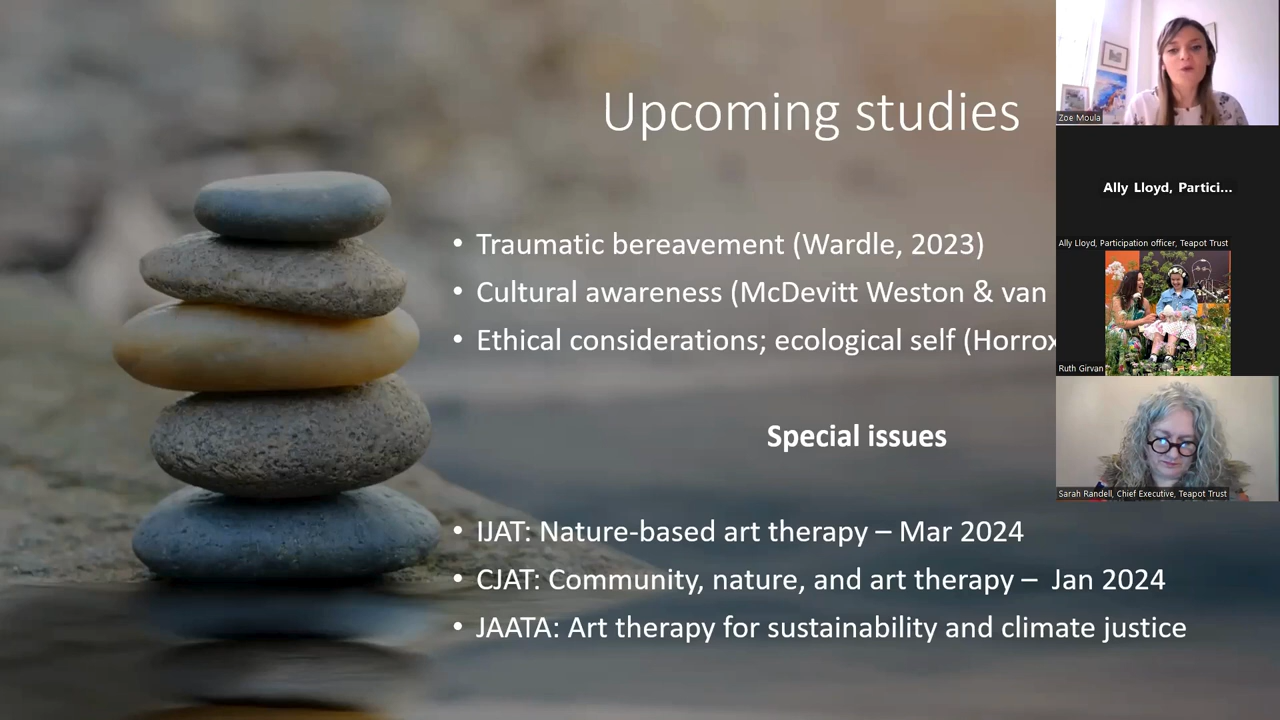 Upcoming studies
• Traumatic bereavement (Wardle, 2023)
• Cultural awareness (McDevitt Weston & van
• Ethical considerations; ecological self (Horrox
Special issues
• IJAT: Nature-based art therapy – Mar 2024
• CJAT: Community, nature, and art therapy – Jan 2024
• JAATA: Art therapy for sustainability and climate justice
Zoe Moula
Ally Lloyd, Partici...
Ally Lloyd, Participation officer, Teapot Trust
Ruth Girvan
Sarah Randell, Chief Executive, Teapot Trust